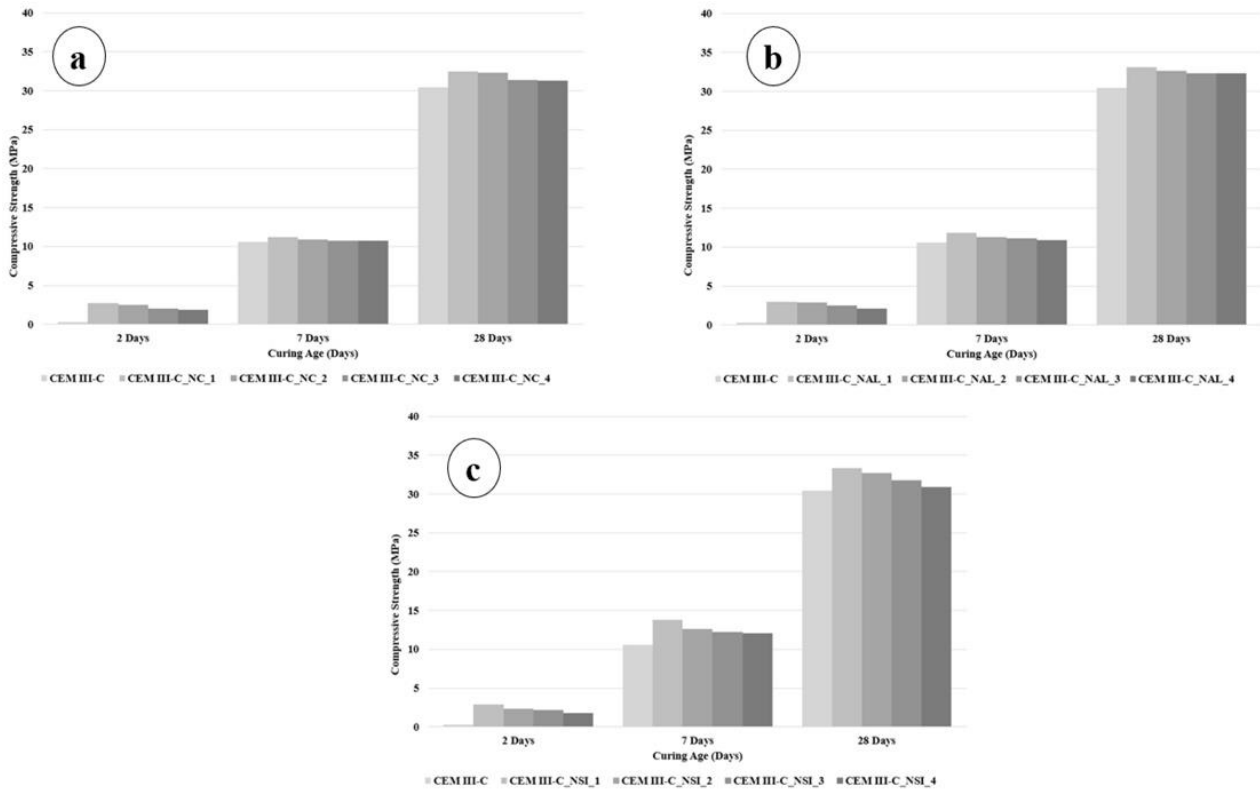 a
Compressive Strength (MPa)
40
35
30
25
20
15
10
5
0
2 Days
7 Days
28 Days
Curing Age (Days)
CEM III-C CEM III-C_NC_1 CEM III-C_NC_2 CEM III-C_NC_3 CEM III-C_NC_4
b
Compressive Strength (MPa)
40
35
30
25
20
15
10
5
0
2 Days
7 Days
28 Days
Curing Age (Days)
CEM III-C CEM III-C_NAL_1 CEM III-C_NAL_2 CEM III-C_NAL_3 CEM III-C_NAL_4
c
Compressive Strength (MPa)
40
35
30
25
20
15
10
5
0
2 Days
7 Days
28 Days
Curing Age (Days)
CEM III-C CEM III-C_NSI_1 CEM III-C_NSI_2 CEM III-C_NSI_3 CEM III-C_NSI_4